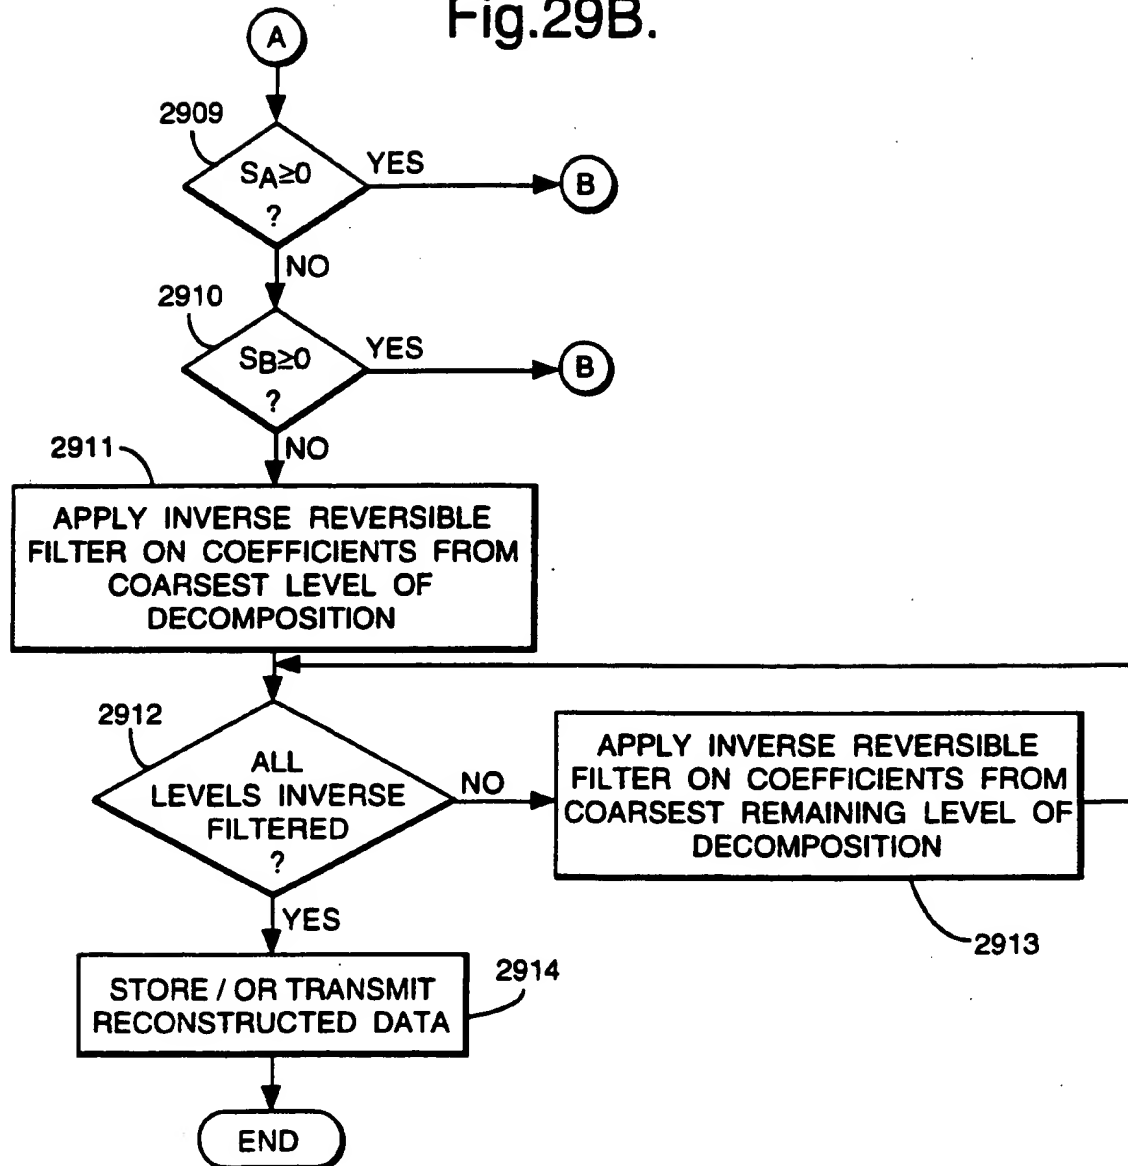 Fig.29B.
A
2909
SA≥0
?
YES
B
NO
2910
SB≥0
?
YES
B
NO
2911
APPLY INVERSE REVERSIBLE
FILTER ON COEFFICIENTS FROM
COARSEST LEVEL OF
DECOMPOSITION
2912
ALL
LEVELS INVERSE
FILTERED
?
NO
APPLY INVERSE REVERSIBLE
FILTER ON COEFFICIENTS FROM
COARSEST REMAINING LEVEL OF
DECOMPOSITION
2913
YES
STORE / OR TRANSMIT
RECONSTRUCTED DATA
2914
END